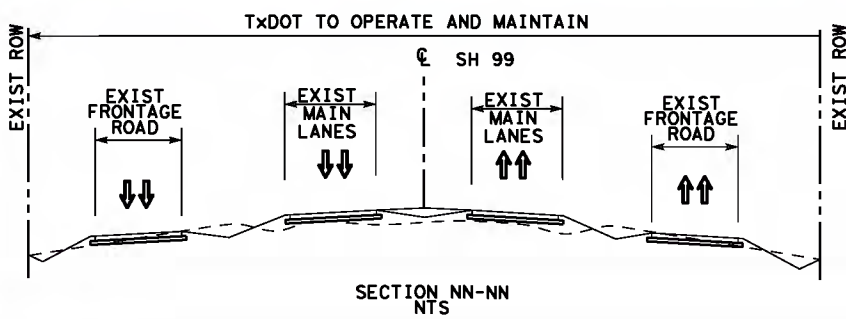 TxDOT TO OPERATE AND MAINTAIN
EXIST ROW
EXIST ROW
℄ SH 99
EXIST
FRONTAGE
ROAD
EXIST
MAIN
LANES
EXIST
MAIN
LANES
EXIST
FRONTAGE
ROAD
SECTION NN-NN
NTS